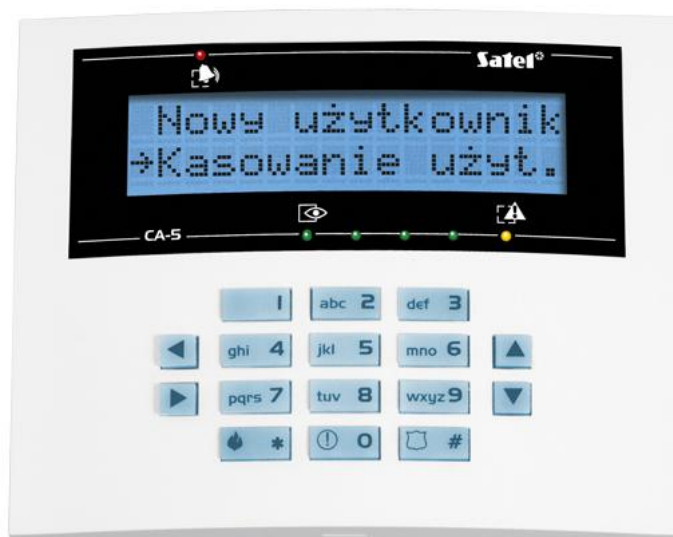 Satel
Nowy użytkownik
→Kasowanie użyt.
CA-5
1 abc 2 def 3
ghi 4 jkl 5 mno 6
pqrs 7 tuv 8 wxyz 9
* 0 #